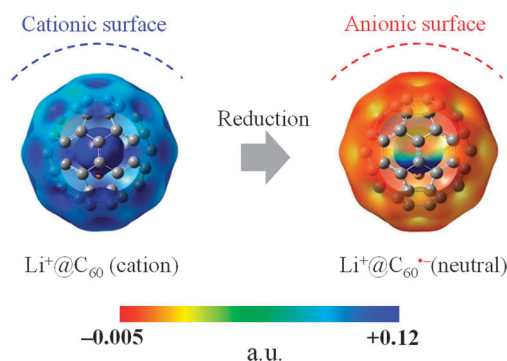 Cationic surface
Anionic surface
Reduction
Li⁺@C₆₀ (cation)
Li⁺@C₆₀•⁻(neutral)
−0.005
+0.12
a.u.